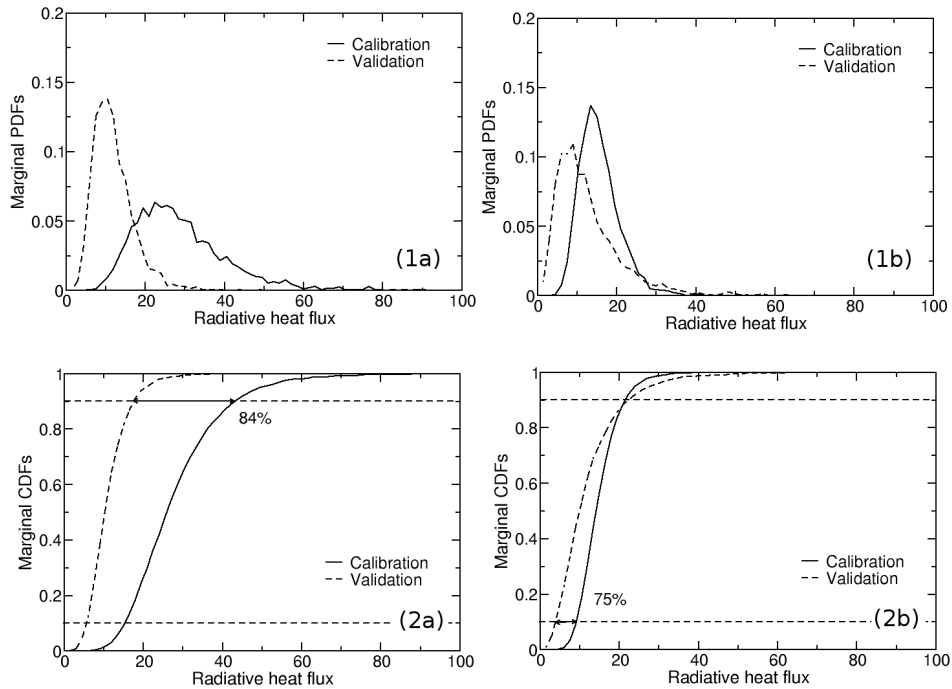 0.2
0.15
0.1
0.05
0
Marginal PDFs
Calibration
Validation
(1a)
0 20 40 60 80 100
Radiative heat flux
0.2
0.15
0.1
0.05
0
Marginal PDFs
Calibration
Validation
(1b)
0 20 40 60 80 100
Radiative heat flux
1
0.8
0.6
0.4
0.2
0
Marginal CDFs
84%
Calibration
Validation
(2a)
0 20 40 60 80 100
Radiative heat flux
1
0.8
0.6
0.4
0.2
0
Marginal CDFs
Calibration
Validation
75%
(2b)
0 20 40 60 80 100
Radiative heat flux